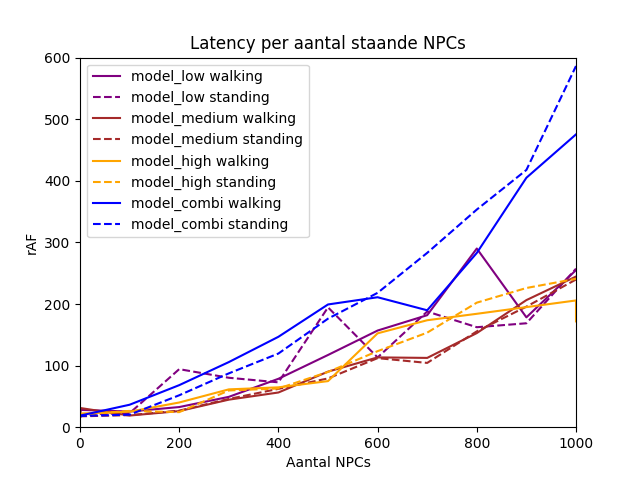 Latency per aantal staande NPCs
600
500
400
300
200
100
0
rAF
model_low walking
model_low standing
model_medium walking
model_medium standing
model_high walking
model_high standing
model_combi walking
model_combi standing
0 200 400 600 800 1000
Aantal NPCs